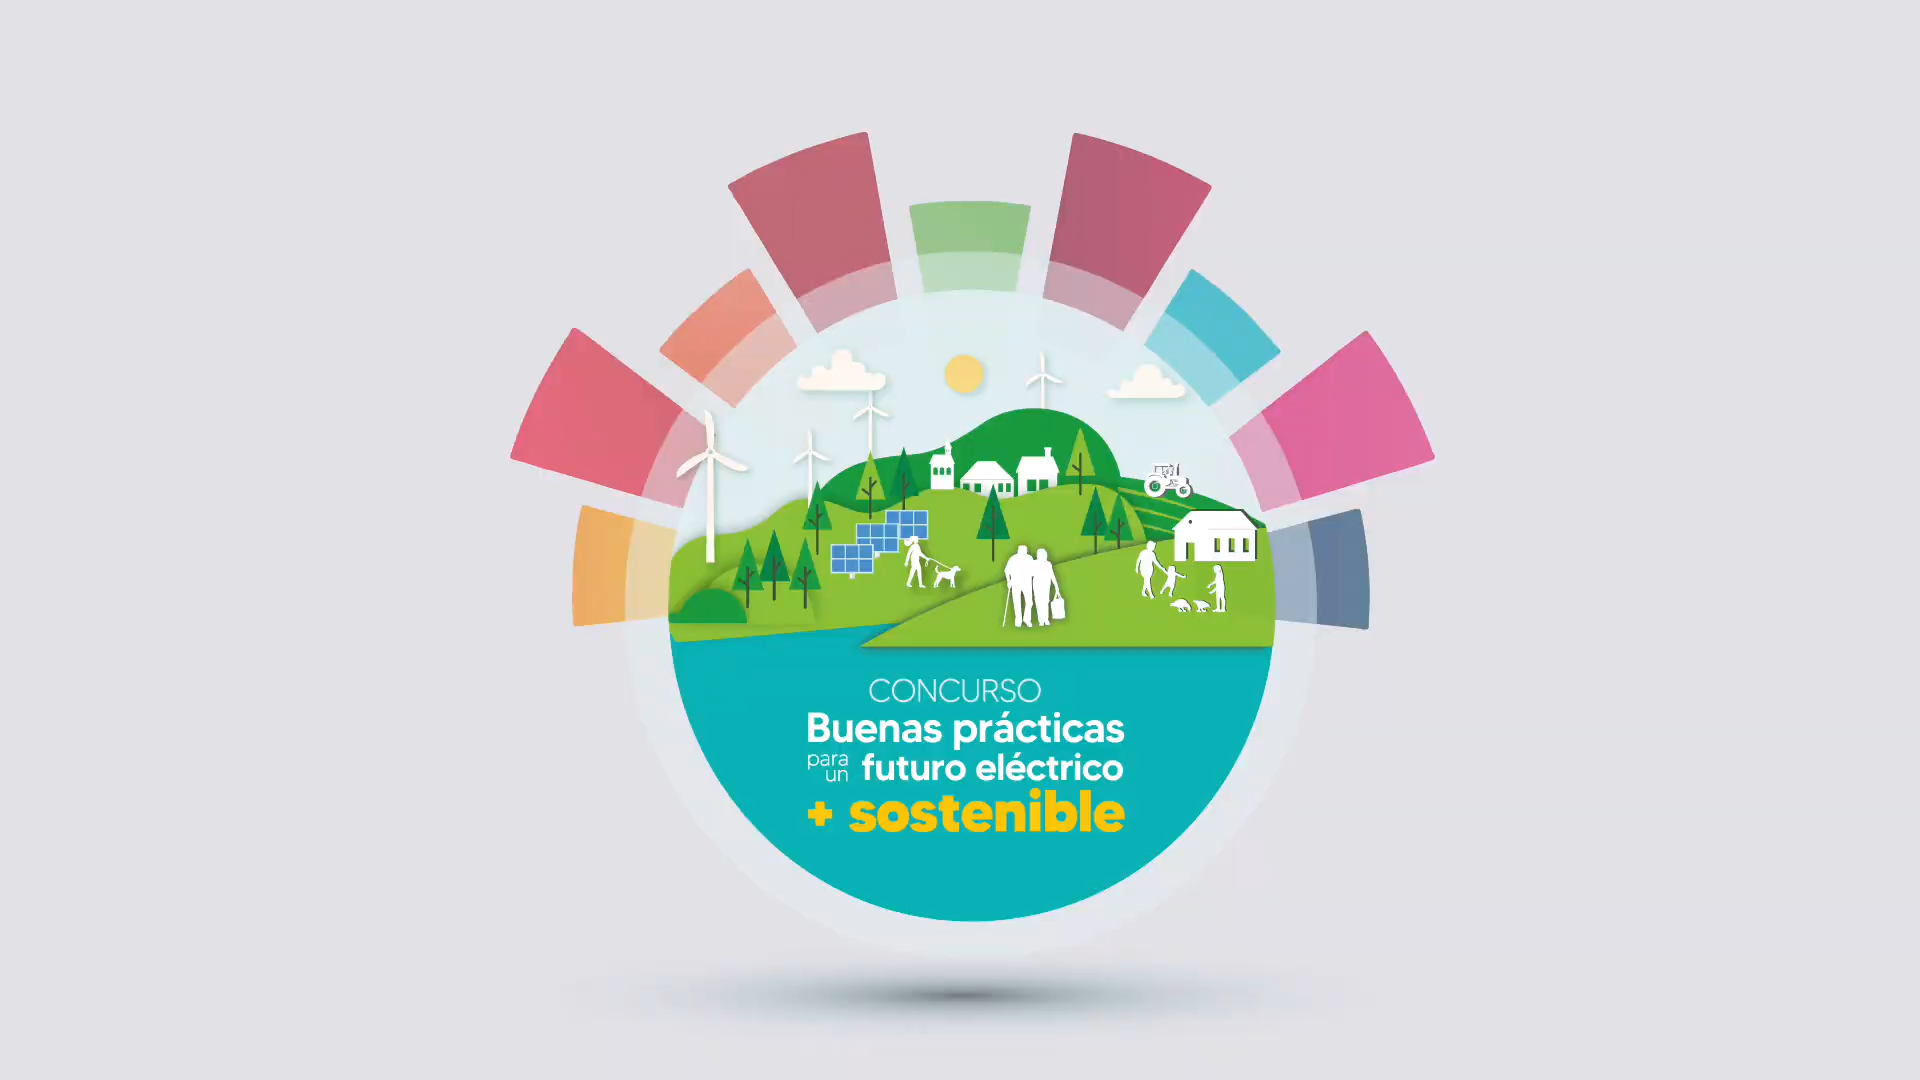 CONCURSO
Buenas prácticas
para un futuro eléctrico
+ sostenible